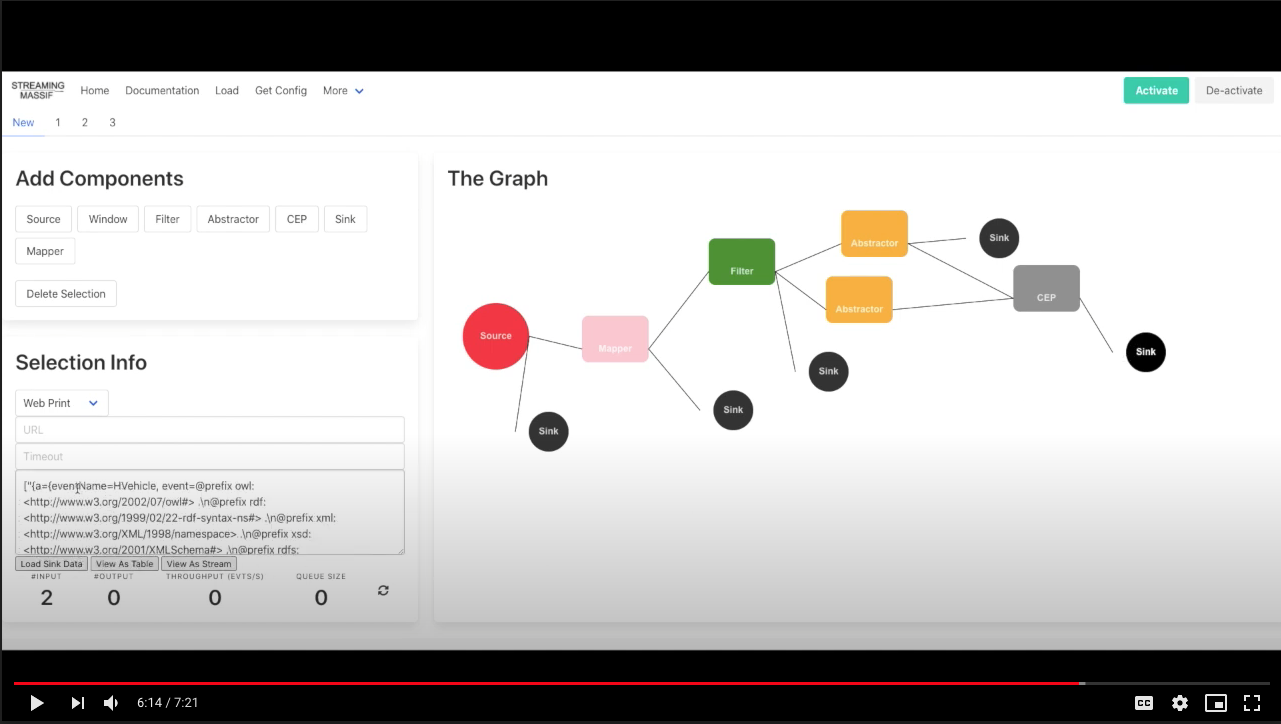 STREAMING
MASSIF
Home Documentation Load Get Config More
Activate De-activate
New 1 2 3
Add Components
Source Window Filter Abstractor CEP Sink
Mapper
Delete Selection
Selection Info
Web Print
URL
Timeout
["{a={eventName=HVehicle, event=@prefix owl:
<http://www.w3.org/2002/07/owl#> .\n@prefix rdf:
<http://www.w3.org/1999/02/22-rdf-syntax-ns#> .\n@prefix xml:
<http://www.w3.org/XML/1998/namespace> .\n@prefix xsd:
<http://www.w3.org/2001/XMLSchema#> .\n@prefix rdfs:
Load Sink Data View As Table View As Stream
#INPUT #OUTPUT THROUGHPUT (EVTS/S) QUEUE SIZE
2 0 0 0
The Graph
Abstractor
Sink
Filter
CEP
Abstractor
Source
Mapper
Sink
Sink
Sink
Sink
6:14 / 7:21
CC